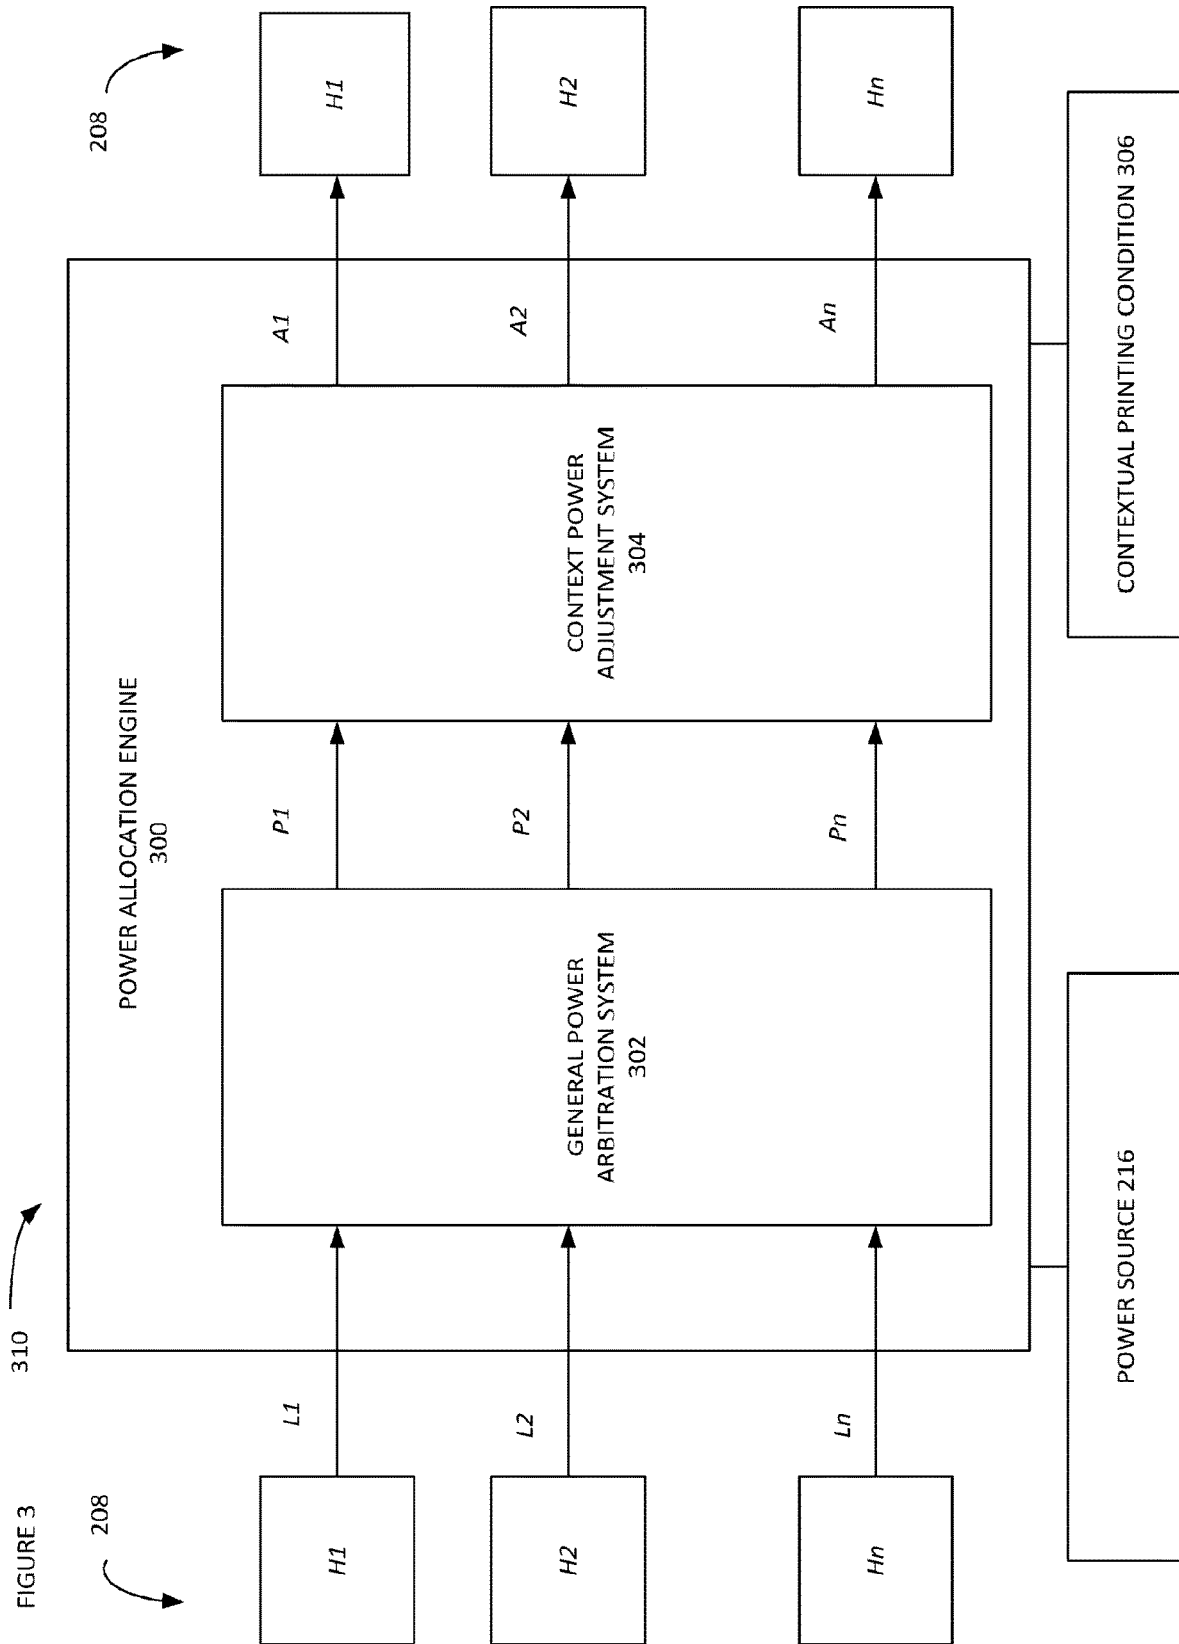 FIGURE 3
310
208
208
POWER ALLOCATION ENGINE
300
H1
L1
P1
A1
H1
H2
L2
GENERAL POWER
ARBITRATION SYSTEM
302
P2
CONTEXT POWER
ADJUSTMENT SYSTEM
304
A2
H2
Hn
Ln
Pn
An
Hn
POWER SOURCE 216
CONTEXTUAL PRINTING CONDITION 306